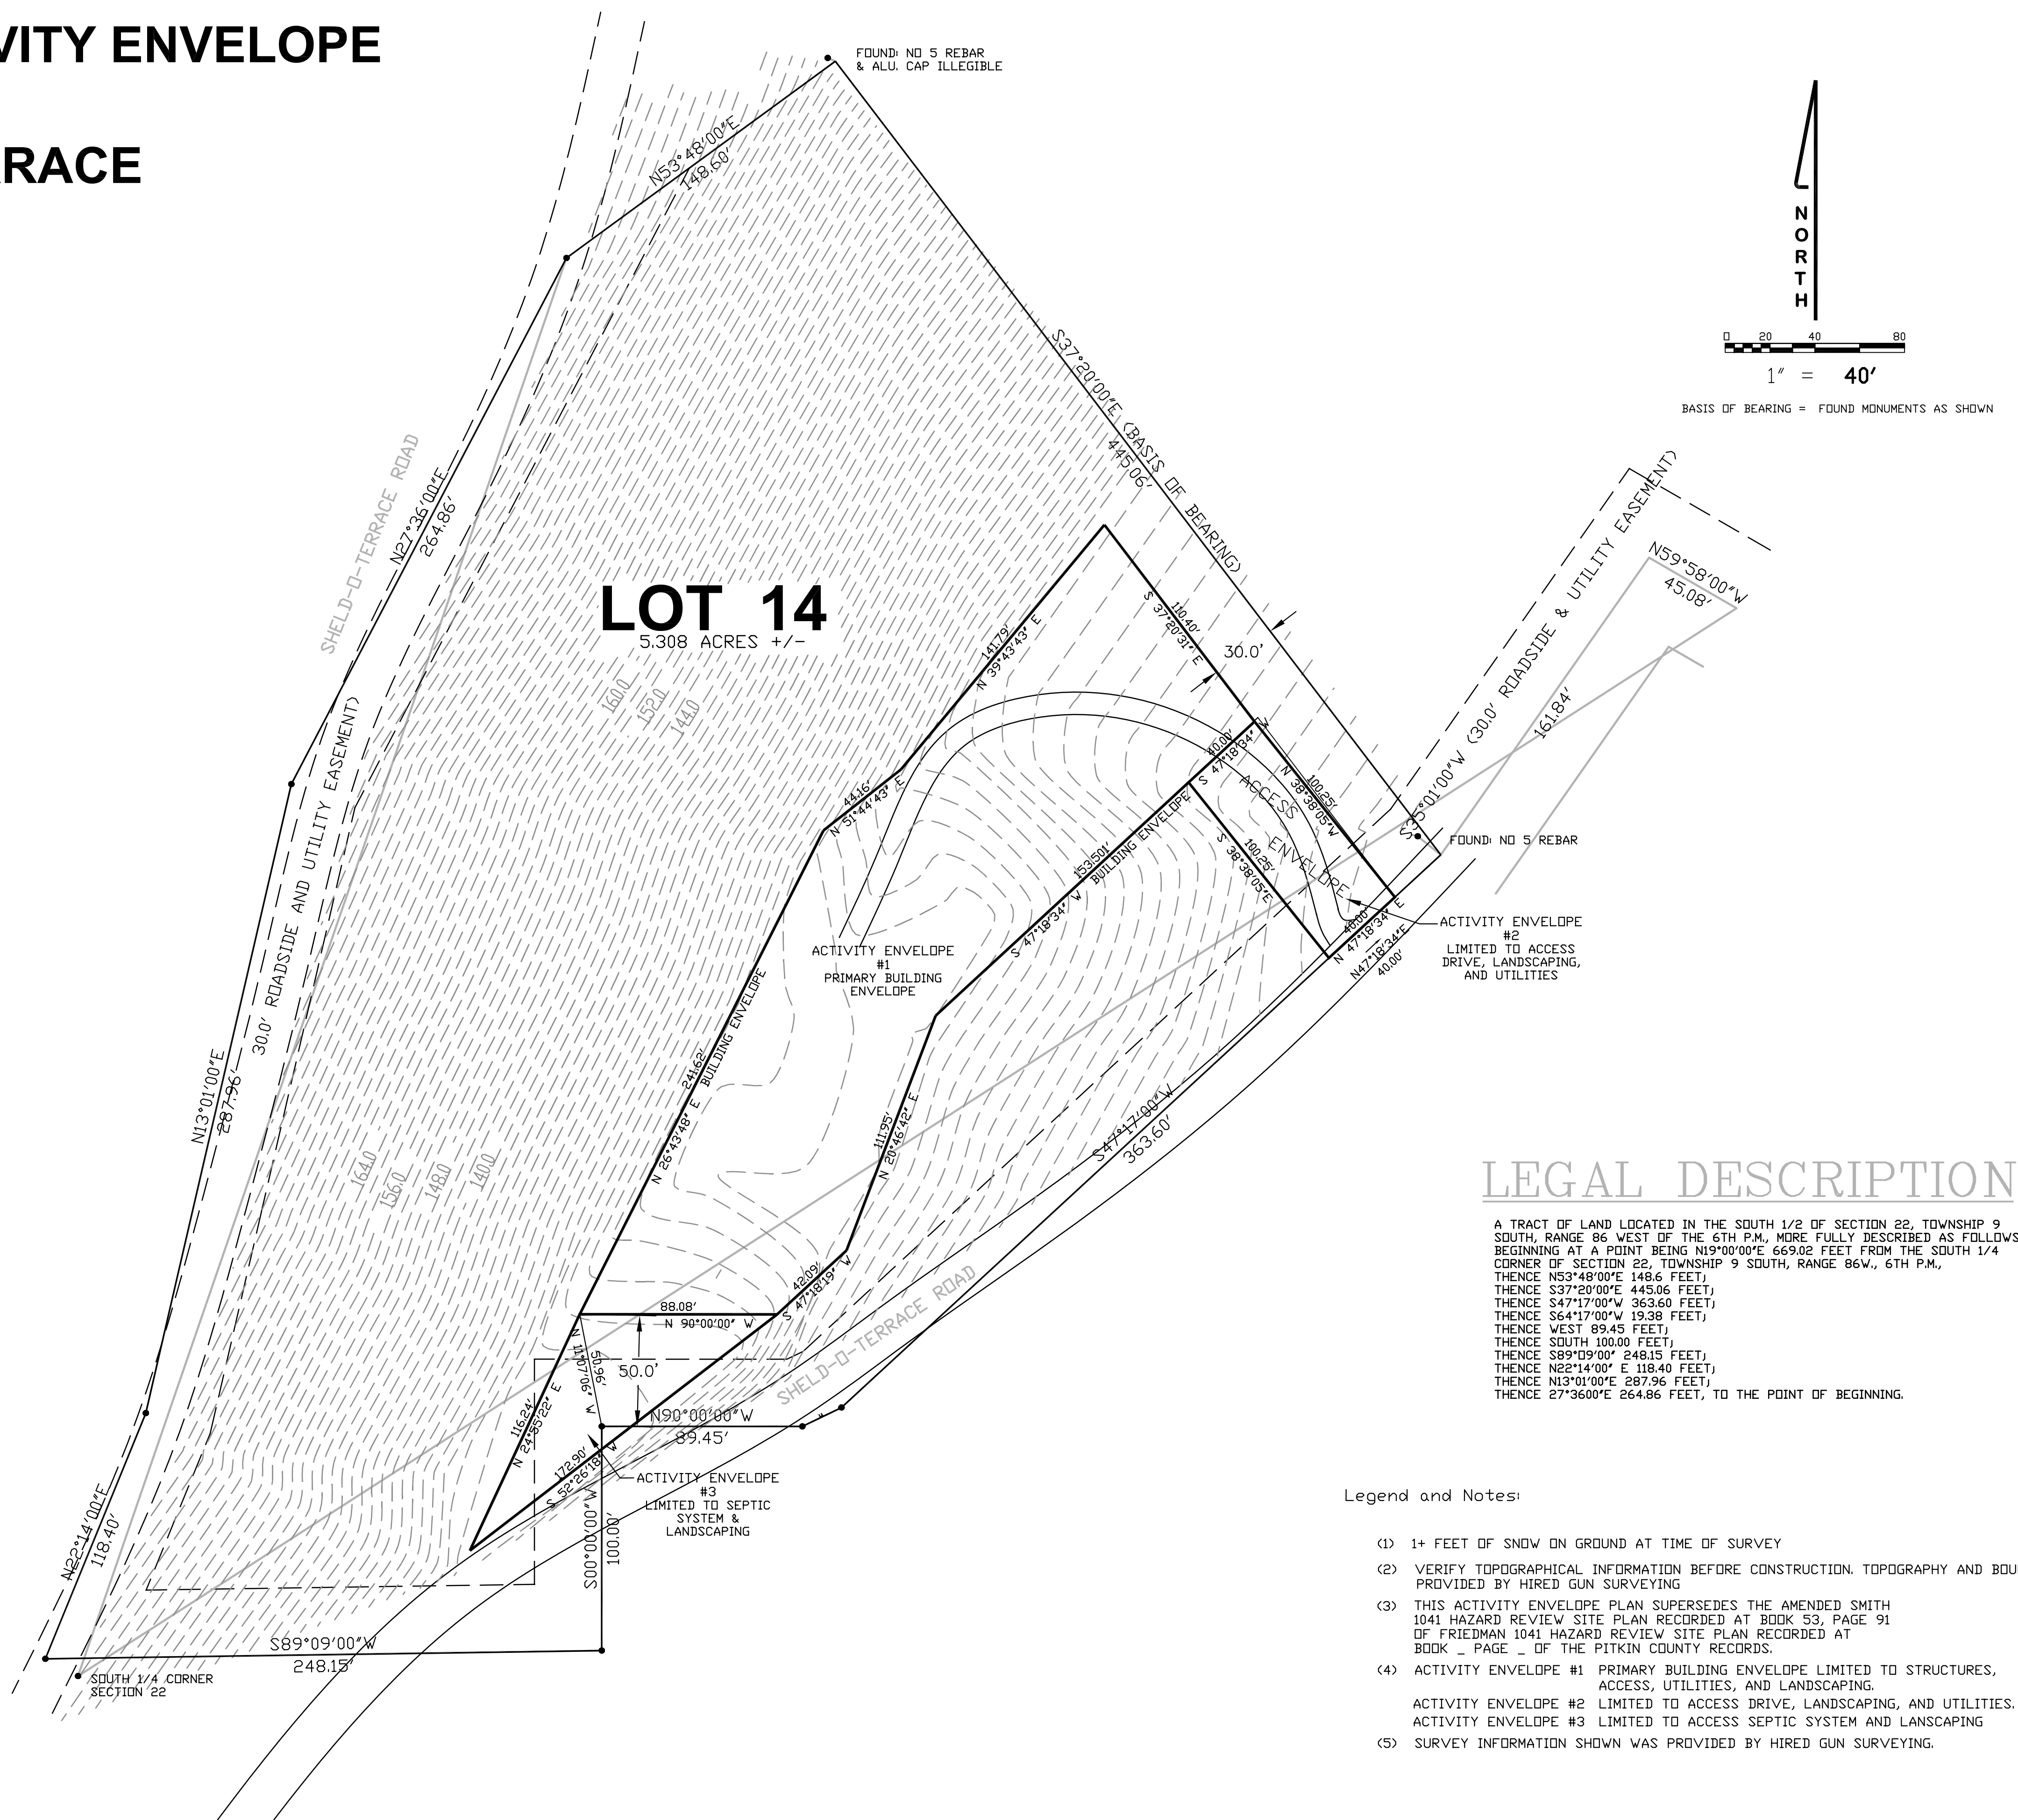 VITY ENVELOPE
RRACE
FOUND: NO 5 REBAR
& ALU. CAP ILLEGIBLE
N53°48'00"E
148.60'
NORTH
0 20 40 80
1" = 40'
BASIS OF BEARING = FOUND MONUMENTS AS SHOWN
S37°20'00"E (BASIS OF BEARING)
445.06'
SHELD-O-TERRACE ROAD
N27°36'00"E
264.86'
LOT 14
5.308 ACRES +/-
160.0
152.0
144.0
141.79'
N 39°43'43" E
110.40'
S 37°20'31" E
30.0'
S35°01'00"W (30.0' ROADSIDE & UTILITY EASEMENT)
161.84'
N59°58'00"W
45.08'
44.16'
N 51°44'43" E
40.00'
S 47°18'34" W
ACCESS
ENVELOPE
100.25'
N 38°38'05"W
100.25'
S 38°38'05"E
153.501'
S 47°18'34" W BUILDING ENVELOPE
FOUND: NO 5 REBAR
ACTIVITY ENVELOPE
#2
LIMITED TO ACCESS
DRIVE, LANDSCAPING,
AND UTILITIES
40.00'
N 47°18'34" E
N47°18'34"E
40.00'
ACTIVITY ENVELOPE
#1
PRIMARY BUILDING
ENVELOPE
30.0' ROADSIDE AND UTILITY EASEMENT)
N13°01'00"E
287.96'
241.62'
N 26°43'48" E BUILDING ENVELOPE
111.95'
N 20°46'42" E
S47°17'00"W
363.60'
164.0
156.0
148.0
140.0
42.09'
S 47°18'19" W
SHELD-O-TERRACE ROAD
88.08'
N 90°00'00" W
N 11°07'06" W
50.96'
50.0'
116.24'
N 24°55'22" E
N90°00'00"W
89.45'
172.90'
S 52°26'18" W
ACTIVITY ENVELOPE
#3
LIMITED TO SEPTIC
SYSTEM &
LANDSCAPING
S00°00'00"W
100.00'
N22°14'00"E
118.40'
S89°09'00"W
248.15'
SOUTH 1/4 CORNER
SECTION 22
LEGAL DESCRIPTION
A TRACT OF LAND LOCATED IN THE SOUTH 1/2 OF SECTION 22, TOWNSHIP 9
SOUTH, RANGE 86 WEST OF THE 6TH P.M., MORE FULLY DESCRIBED AS FOLLOWS
BEGINNING AT A POINT BEING N19°00'00"E 669.02 FEET FROM THE SOUTH 1/4
CORNER OF SECTION 22, TOWNSHIP 9 SOUTH, RANGE 86W., 6TH P.M.,
THENCE N53°48'00"E 148.6 FEET;
THENCE S37°20'00"E 445.06 FEET;
THENCE S47°17'00"W 363.60 FEET;
THENCE S64°17'00"W 19.38 FEET;
THENCE WEST 89.45 FEET;
THENCE SOUTH 100.00 FEET;
THENCE S89°09'00" 248.15 FEET;
THENCE N22°14'00" E 118.40 FEET;
THENCE N13°01'00"E 287.96 FEET;
THENCE 27°3600"E 264.86 FEET, TO THE POINT OF BEGINNING.
Legend and Notes:
(1) 1+ FEET OF SNOW ON GROUND AT TIME OF SURVEY
(2) VERIFY TOPOGRAPHICAL INFORMATION BEFORE CONSTRUCTION. TOPOGRAPHY AND BOU
PROVIDED BY HIRED GUN SURVEYING
(3) THIS ACTIVITY ENVELOPE PLAN SUPERSEDES THE AMENDED SMITH
1041 HAZARD REVIEW SITE PLAN RECORDED AT BOOK 53, PAGE 91
OF FRIEDMAN 1041 HAZARD REVIEW SITE PLAN RECORDED AT
BOOK _ PAGE _ OF THE PITKIN COUNTY RECORDS.
(4) ACTIVITY ENVELOPE #1 PRIMARY BUILDING ENVELOPE LIMITED TO STRUCTURES,
ACCESS, UTILITIES, AND LANDSCAPING.
ACTIVITY ENVELOPE #2 LIMITED TO ACCESS DRIVE, LANDSCAPING, AND UTILITIES.
ACTIVITY ENVELOPE #3 LIMITED TO ACCESS SEPTIC SYSTEM AND LANSCAPING
(5) SURVEY INFORMATION SHOWN WAS PROVIDED BY HIRED GUN SURVEYING.